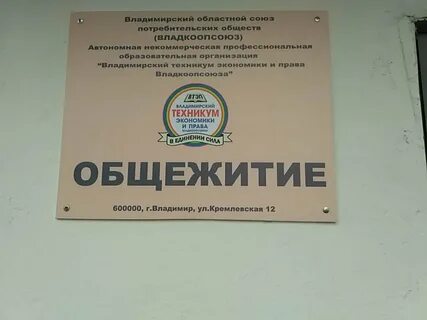 Владимирский областной союз
потребительских обществ
(ВЛАДКООПСОЮЗ)
Автономная некоммерческая профессиональная
образовательная организация
"Владимирский техникум экономики и права
Владкоопсоюза"
ВТЭП
ВЛАДИМИРСКИЙ
ТЕХНИКУМ
ЭКОНОМИКИ
И ПРАВА
ВЛАДКООПСОЮЗА
В ЕДИНЕНИИ СИЛА
ОБЩЕЖИТИЕ
600000, г.Владимир, ул.Кремлевская 12